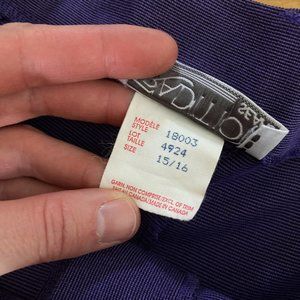 MODÈLE
STYLE 18003
LOT 4924
TAILLE
SIZE 15/16
GARN. NON COMPRISE/EXCL. OF TRIM
FAIT AU CANADA/MADE IN CANADA